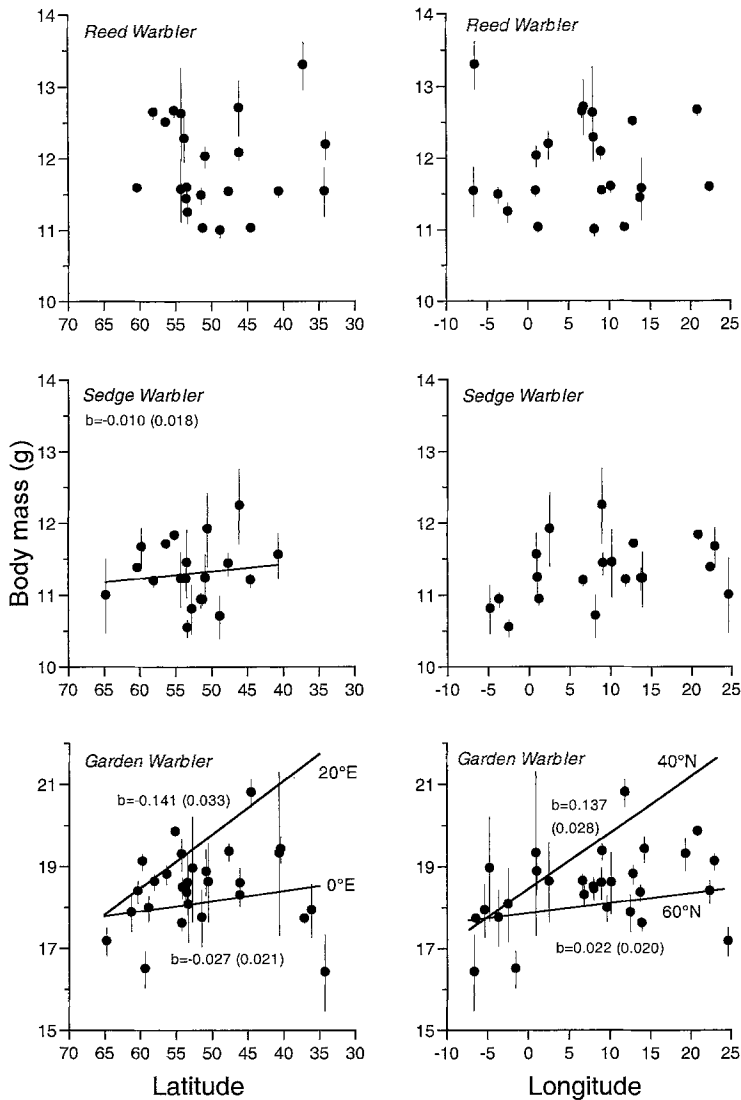 Reed Warbler
14
13
12
11
10
70 65 60 55 50 45 40 35 30
Reed Warbler
14
13
12
11
10
-10 -5 0 5 10 15 20 25
Body mass (g)
Sedge Warbler
b=-0.010 (0.018)
14
13
12
11
10
70 65 60 55 50 45 40 35 30
Sedge Warbler
14
13
12
11
10
-10 -5 0 5 10 15 20 25
Garden Warbler
20°E
b=-0.141 (0.033)
0°E
b=-0.027 (0.021)
21
19
17
15
70 65 60 55 50 45 40 35 30
Latitude
Garden Warbler
40°N
b=0.137
(0.028)
60°N
b=0.022 (0.020)
21
19
17
15
-10 -5 0 5 10 15 20 25
Longitude